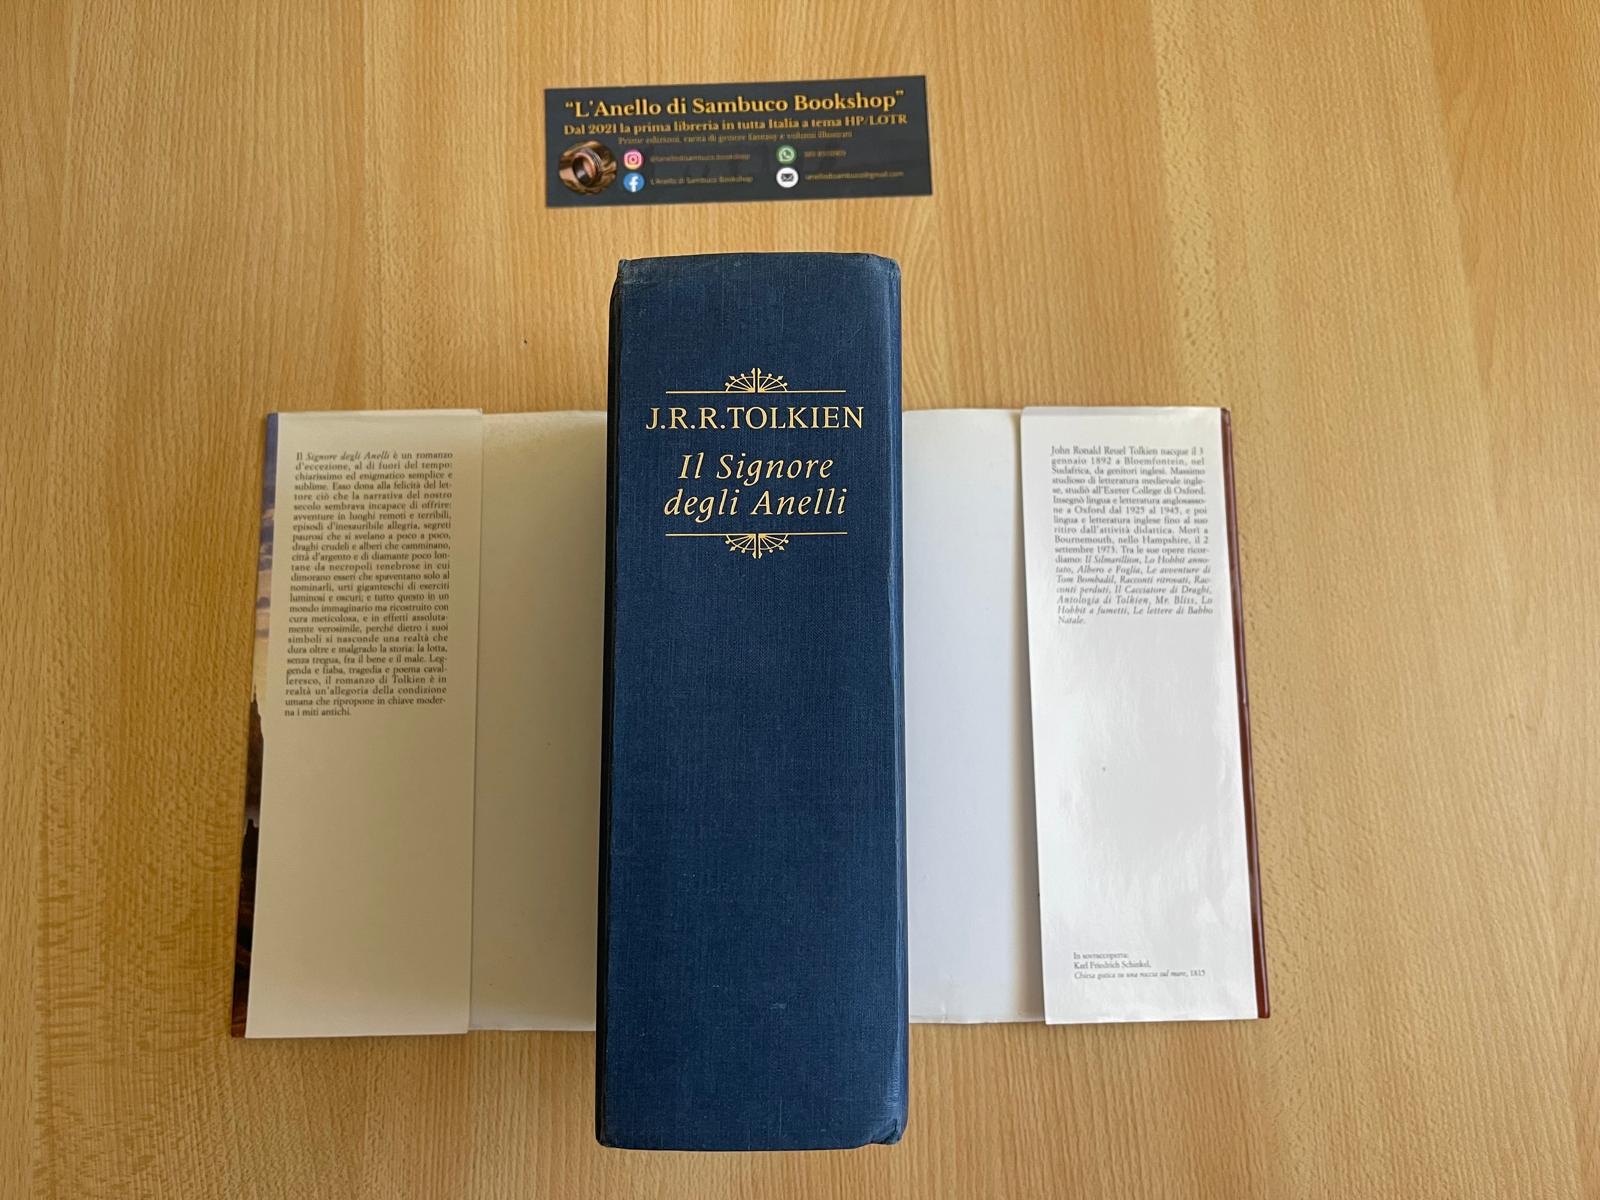 “L'Anello di Sambuco Bookshop”
Dal 2021 la prima libreria in tutta Italia a tema HP/LOTR
Prime edizioni, rarità di genere fantasy e volumi illustrati
@lanellodisambuco.bookshop
L'Anello di Sambuco Bookshop
lanellodisambuco@gmail.com
J.R.R.TOLKIEN
Il Signore
degli Anelli
Il Signore degli Anelli è un romanzo
d'eccezione, al di fuori del tempo:
chiarissimo ed enigmatico semplice e
sublime. Esso dona alla felicità del let-
tore ciò che la narrativa del nostro
secolo sembrava incapace di offrire:
avventure in luoghi remoti e terribili,
episodi d'inesauribile allegria, segreti
paurosi che si svelano a poco a poco,
draghi crudeli e alberi che camminano,
città d'argento e di diamante poco lon-
tane da necropoli tenebrose in cui
dimorano esseri che spaventano solo al
nominarli, urti giganteschi di eserciti
luminosi e oscuri; e tutto questo in un
mondo immaginario ma ricostruito con
cura meticolosa, e in effetti assoluta-
mente verosimile, perché dietro i suoi
simboli si nasconde una realtà che
dura oltre e malgrado la storia: la lotta,
senza tregua, fra il bene e il male. Leg-
genda e fiaba, tragedia e poema caval-
leresco, il romanzo di Tolkien è in
realtà un'allegoria della condizione
umana che ripropone in chiave moder-
na i miti antichi.
John Ronald Reuel Tolkien nacque il 3
gennaio 1892 a Bloemfontein, nel
Sudafrica, da genitori inglesi. Massimo
studioso di letteratura medievale ingle-
se, studiò all'Exeter College di Oxford.
Insegnò lingua e letteratura anglosasso-
ne a Oxford dal 1925 al 1945, e poi
lingua e letteratura inglese fino al suo
ritiro dall'attività didattica. Morì a
Bournemouth, nello Hampshire, il 2
settembre 1973. Tra le sue opere ricor-
diamo: Il Silmarillion, Lo Hobbit anno-
tato, Albero e Foglia, Le avventure di
Tom Bombadil, Racconti ritrovati, Rac-
conti perduti, Il Cacciatore di Draghi,
Antologia di Tolkien, Mr. Bliss, Lo
Hobbit a fumetti, Le lettere di Babbo
Natale.
In sovraccoperta:
Karl Friedrich Schinkel,
Chiesa gotica su una roccia sul mare, 1815